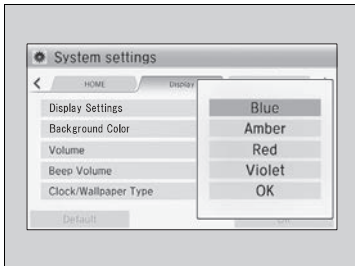 System settings
HOME
Display
Display Settings
Background Color
Volume
Beep Volume
Clock/Wallpaper Type
Blue
Amber
Red
Violet
OK
Default
OK